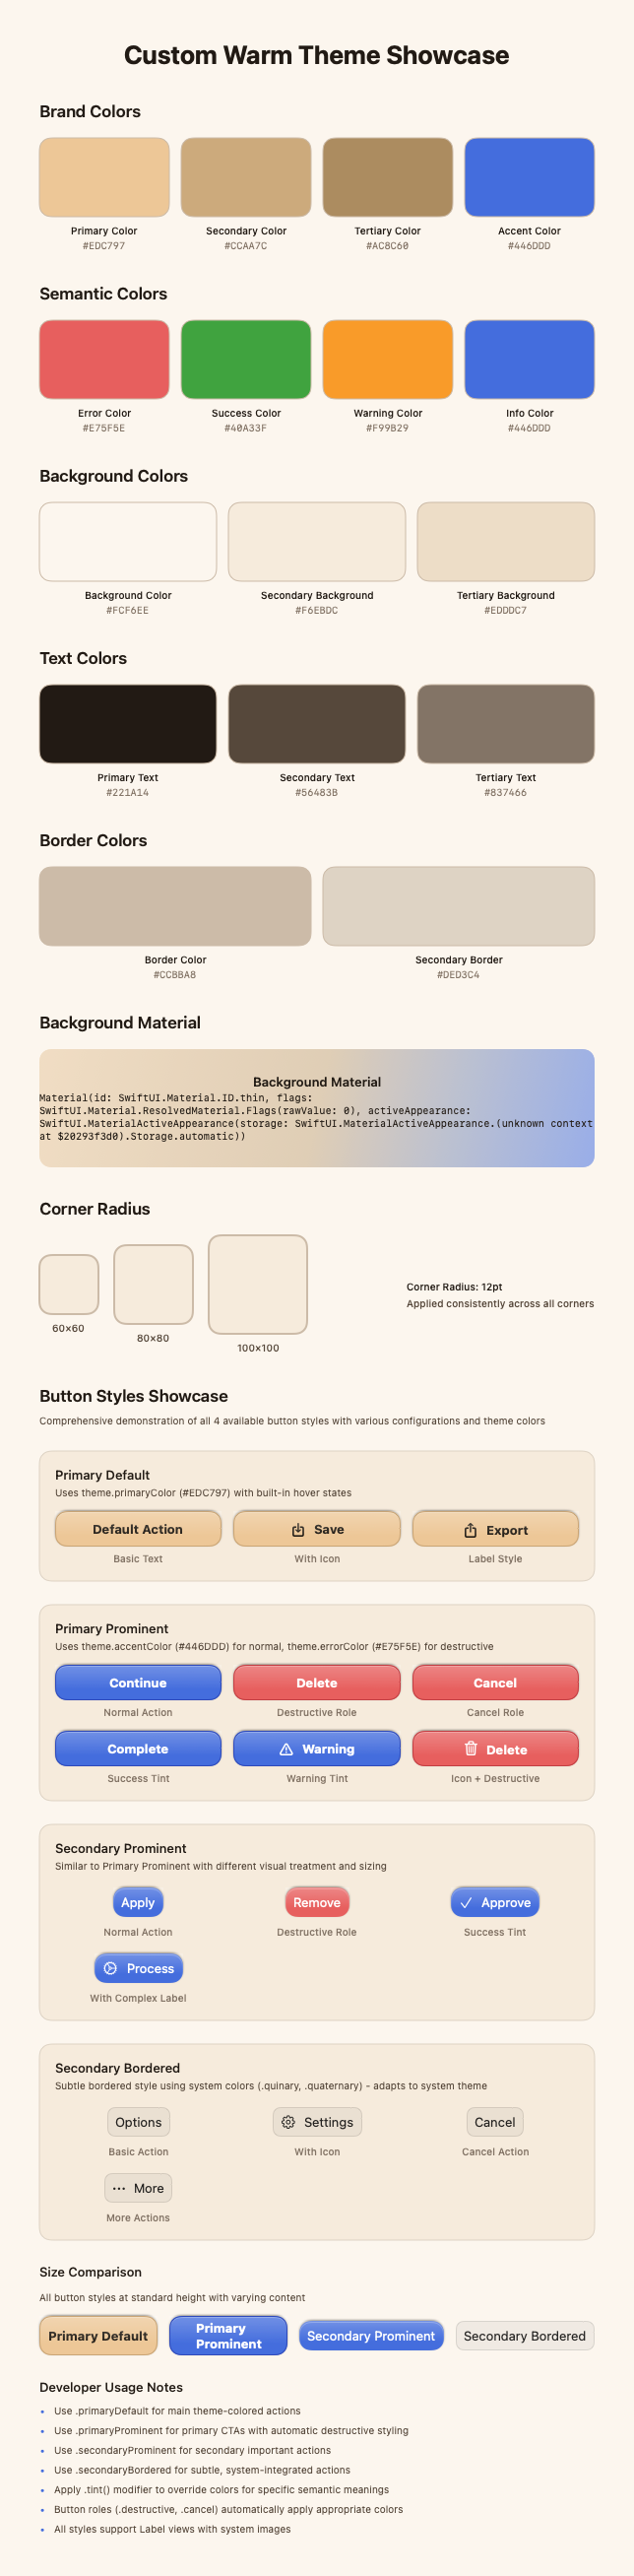 Custom Warm Theme Showcase
Brand Colors
Primary Color
#EDC797
Secondary Color
#CCAA7C
Tertiary Color
#AC8C60
Accent Color
#446DDD
Semantic Colors
Error Color
#E75F5E
Success Color
#40A33F
Warning Color
#F99B29
Info Color
#446DDD
Background Colors
Background Color
#FCF6EE
Secondary Background
#F6EBDC
Tertiary Background
#EDDDC7
Text Colors
Primary Text
#221A14
Secondary Text
#56483B
Tertiary Text
#837466
Border Colors
Border Color
#CCBBA8
Secondary Border
#DED3C4
Background Material
Background Material
Material(id: SwiftUI.Material.ID.thin, flags:
SwiftUI.Material.ResolvedMaterial.Flags(rawValue: 0), activeAppearance:
SwiftUI.MaterialActiveAppearance(storage: SwiftUI.MaterialActiveAppearance.(unknown context
at $20293f3d0).Storage.automatic))
Corner Radius
60×60
80×80
100×100
Corner Radius: 12pt
Applied consistently across all corners
Button Styles Showcase
Comprehensive demonstration of all 4 available button styles with various configurations and theme colors
Primary Default
Uses theme.primaryColor (#EDC797) with built-in hover states
Default Action
Basic Text
Save
With Icon
Export
Label Style
Primary Prominent
Uses theme.accentColor (#446DDD) for normal, theme.errorColor (#E75F5E) for destructive
Continue
Normal Action
Delete
Destructive Role
Cancel
Cancel Role
Complete
Success Tint
Warning
Warning Tint
Delete
Icon + Destructive
Secondary Prominent
Similar to Primary Prominent with different visual treatment and sizing
Apply
Normal Action
Remove
Destructive Role
Approve
Success Tint
Process
With Complex Label
Secondary Bordered
Subtle bordered style using system colors (.quinary, .quaternary) - adapts to system theme
Options
Basic Action
Settings
With Icon
Cancel
Cancel Action
More
More Actions
Size Comparison
All button styles at standard height with varying content
Primary Default
Primary
Prominent
Secondary Prominent
Secondary Bordered
Developer Usage Notes
• Use .primaryDefault for main theme-colored actions
• Use .primaryProminent for primary CTAs with automatic destructive styling
• Use .secondaryProminent for secondary important actions
• Use .secondaryBordered for subtle, system-integrated actions
• Apply .tint() modifier to override colors for specific semantic meanings
• Button roles (.destructive, .cancel) automatically apply appropriate colors
• All styles support Label views with system images